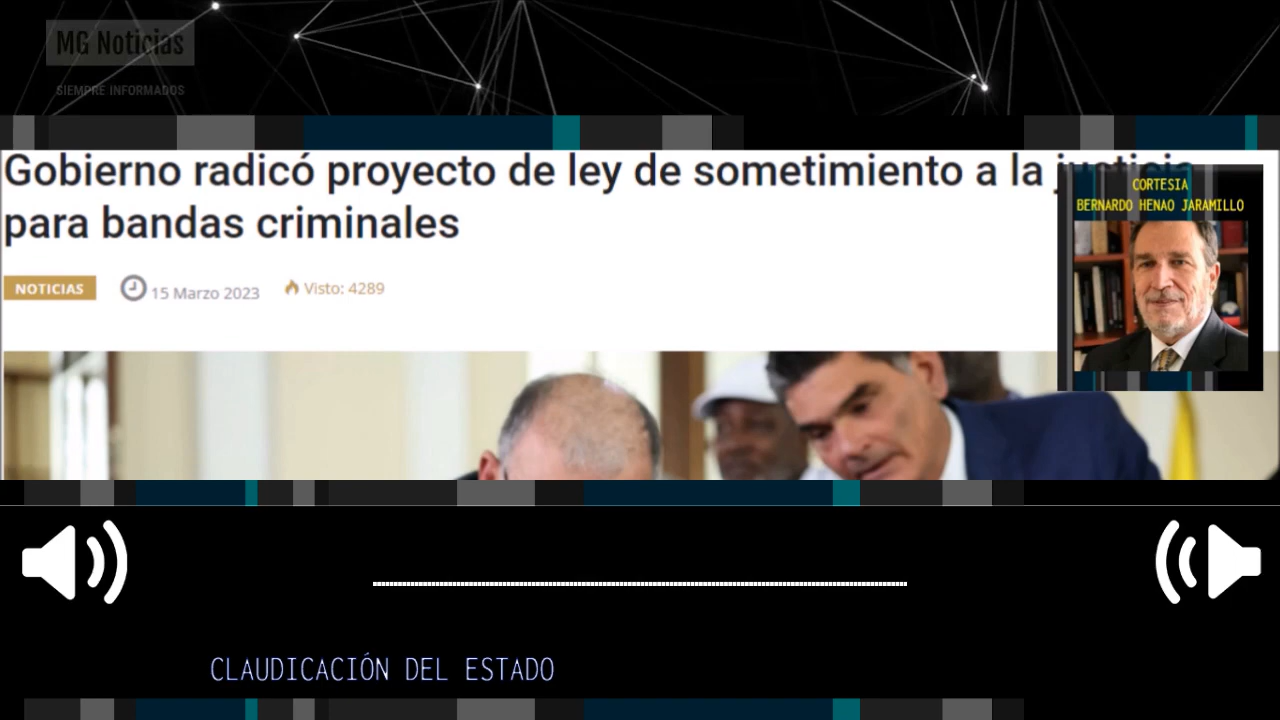 MG Noticias
SIEMPRE INFORMADOS
Gobierno radicó proyecto de ley de sometimiento a la justicia
para bandas criminales
CORTESIA
BERNARDO HENAO JARAMILLO
NOTICIAS
15 Marzo 2023
Visto: 4289
CLAUDICACIÓN DEL ESTADO